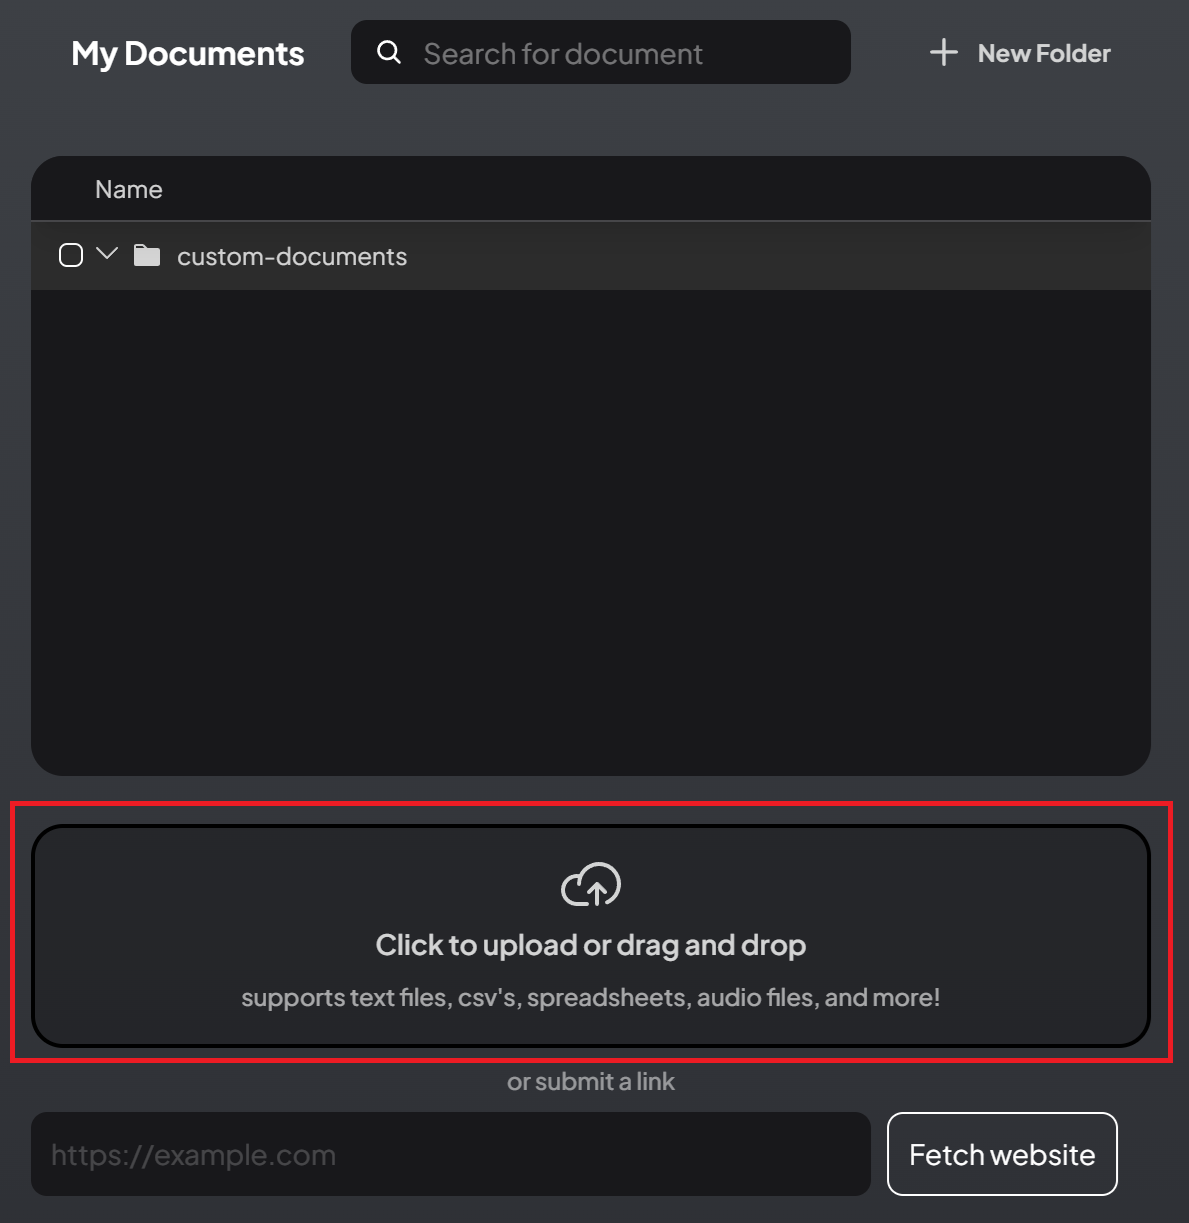 My Documents
Search for document
New Folder
Name
custom-documents
Click to upload or drag and drop
supports text files, csv's, spreadsheets, audio files, and more!
or submit a link
https://example.com
Fetch website